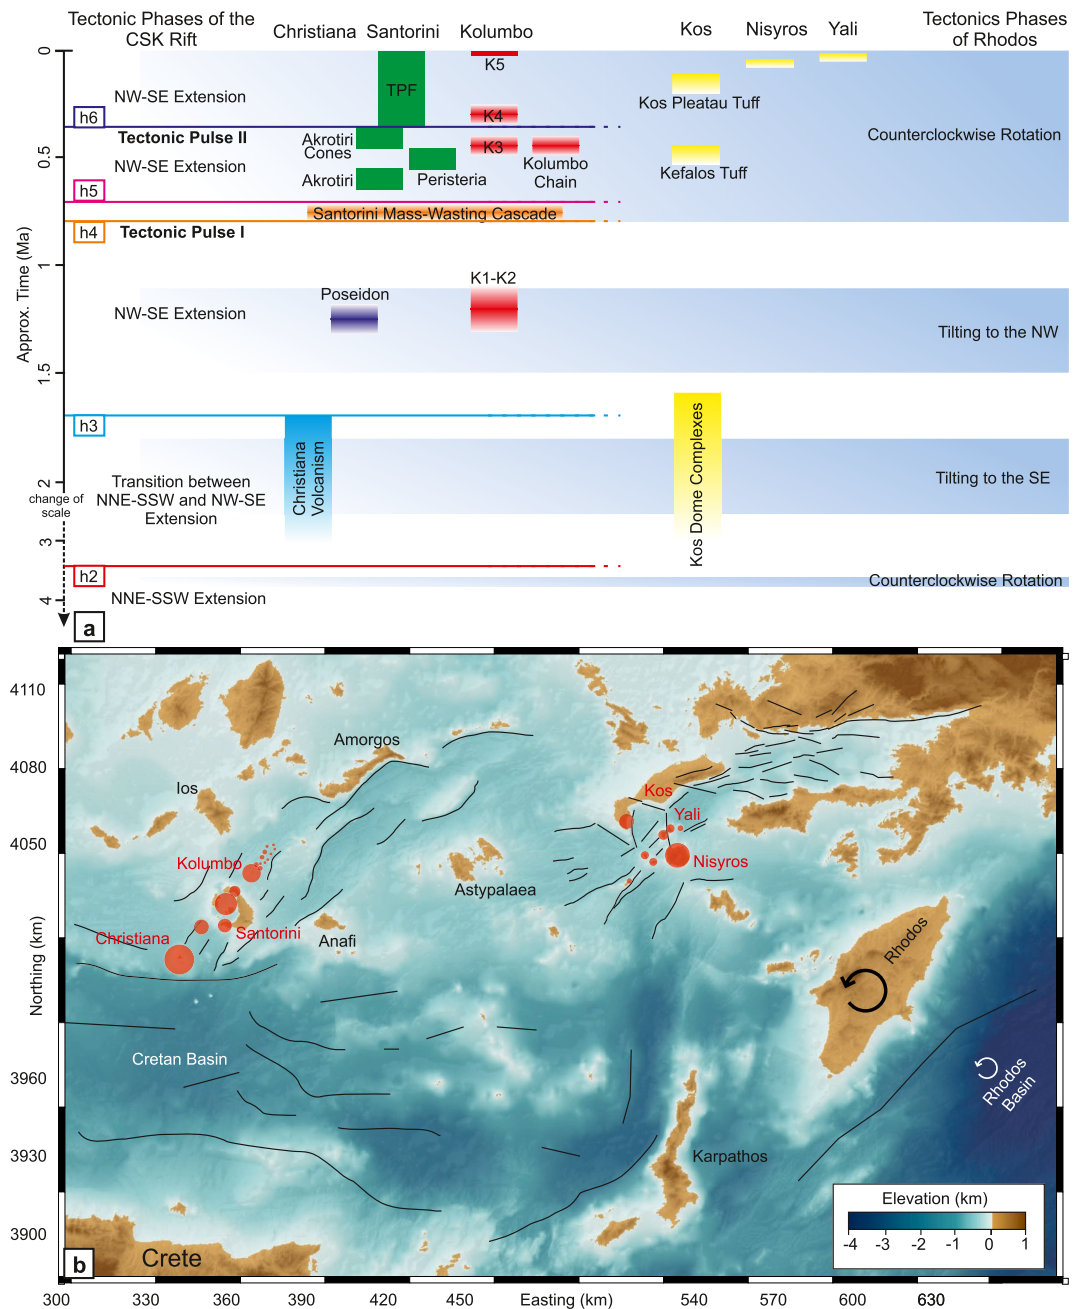 Tectonic Phases of the
CSK Rift
Christiana
Santorini
Kolumbo
Kos
Nisyros
Yali
Tectonics Phases
of Rhodos
Approx. Time (Ma)
0
0.5
1
1.5
2
change of
scale
3
4
NW-SE Extension
h6
Tectonic Pulse II
NW-SE Extension
h5
h4
Tectonic Pulse I
NW-SE Extension
h3
Transition between
NNE-SSW and NW-SE
Extension
h2
NNE-SSW Extension
TPF
K5
K4
Akrotiri
Cones
K3
Kolumbo
Chain
Akrotiri
Peristeria
Santorini Mass-Wasting Cascade
Poseidon
K1-K2
Christiana
Volcanism
Kos Pleatau Tuff
Kefalos Tuff
Kos Dome Complexes
Counterclockwise Rotation
Tilting to the NW
Tilting to the SE
Counterclockwise Rotation
a
Northing (km)
4110
4080
4050
3960
3930
3900
Amorgos
Ios
Kolumbo
Santorini
Christiana
Anafi
Astypalaea
Kos
Yali
Nisyros
Rhodos
Cretan Basin
Rhodos
Basin
Karpathos
Crete
Elevation (km)
-4 -3 -2 -1 0 1
b
300 330 390 420 450 Easting (km) 540 570 600 630